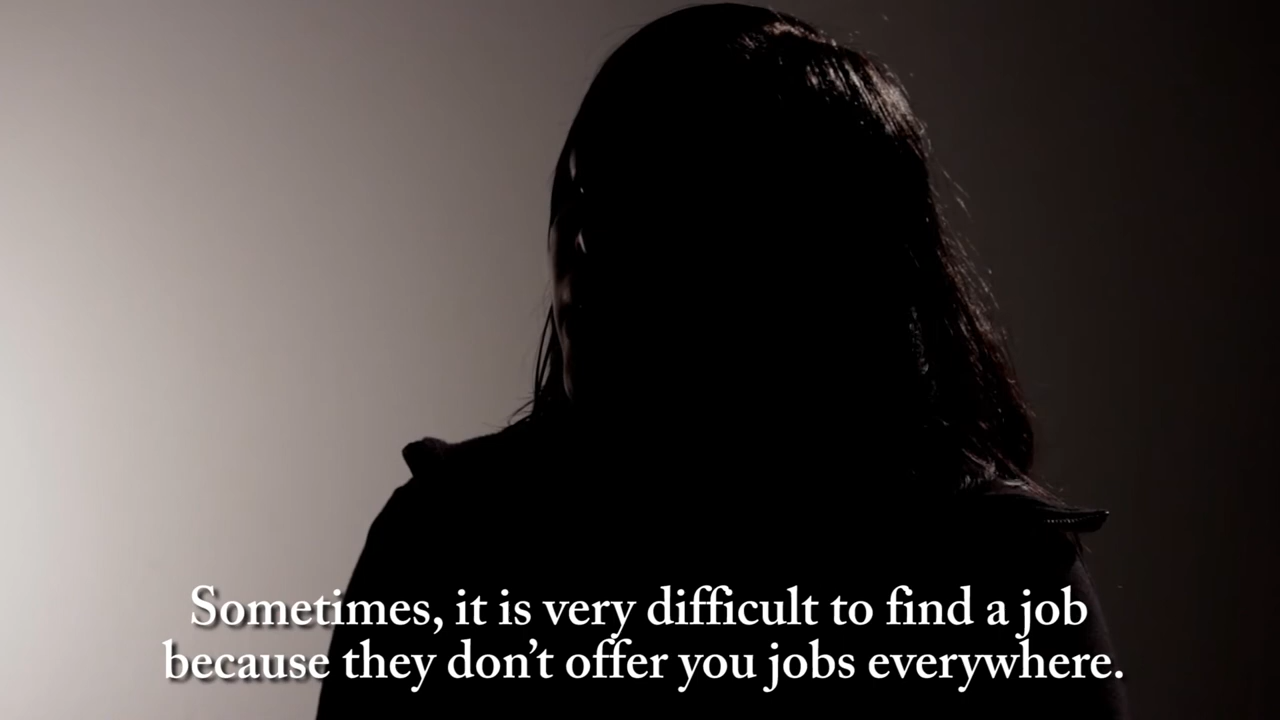 Sometimes, it is very difficult to find a job
because they don’t offer you jobs everywhere.